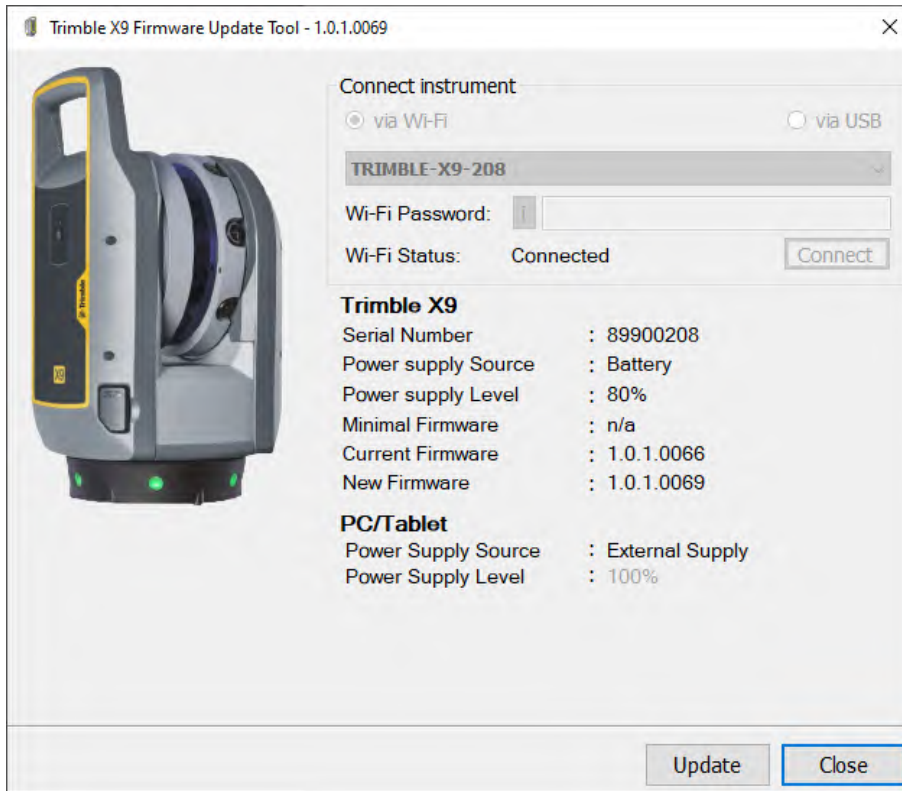 Trimble X9 Firmware Update Tool - 1.0.1.0069
Connect instrument
via Wi-Fi
via USB
TRIMBLE-X9-208
Wi-Fi Password:
Wi-Fi Status: Connected
Connect
Trimble X9
Serial Number : 89900208
Power supply Source : Battery
Power supply Level : 80%
Minimal Firmware : n/a
Current Firmware : 1.0.1.0066
New Firmware : 1.0.1.0069
PC/Tablet
Power Supply Source : External Supply
Power Supply Level : 100%
Trimble
X9
Update
Close